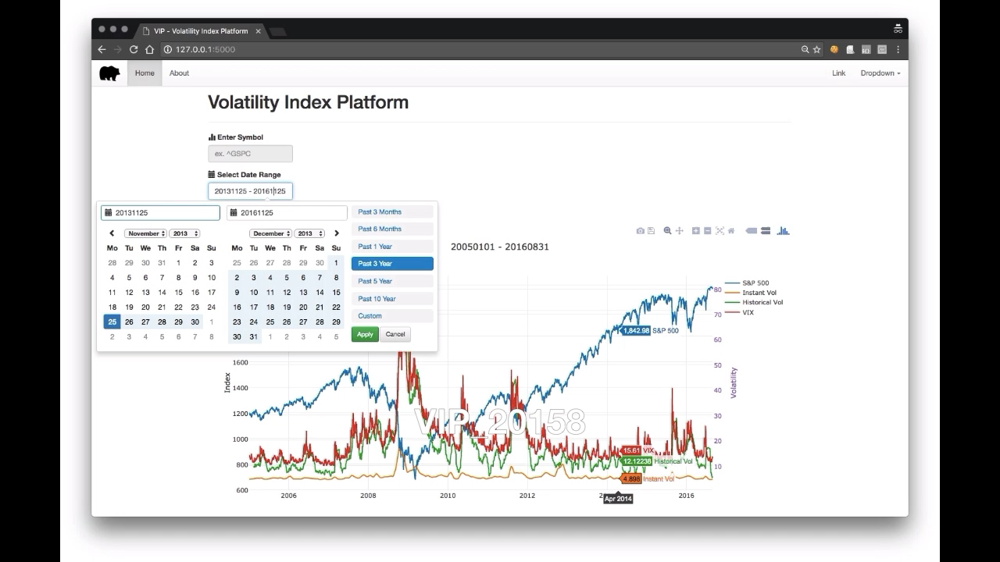 VIP - Volatility Index Platform
127.0.0.1:5000
Home About Link Dropdown
Volatility Index Platform
Enter Symbol
ex. ^GSPC
Select Date Range
20131125 - 20161125
20131125 20161125
November 2013 December 2013
Mo Tu We Th Fr Sa Su Mo Tu We Th Fr Sa Su
28 29 30 31 1 2 3 25 26 27 28 29 30 1
4 5 6 7 8 9 10 2 3 4 5 6 7 8
11 12 13 14 15 16 17 9 10 11 12 13 14 15
18 19 20 21 22 23 24 16 17 18 19 20 21 22
25 26 27 28 29 30 1 23 24 25 26 27 28 29
2 3 4 5 6 7 8 30 31 1 2 3 4 5
Past 3 Months
Past 6 Months
Past 1 Year
Past 3 Year
Past 5 Year
Past 10 Year
Custom
Apply Cancel
20050101 - 20160831
S&P 500
Instant Vol
Historical Vol
VIX
80
70
60
50
40
30
20
10
Volatility
1600
1400
1200
1000
800
600
Index
1,842.98 S&P 500
VIP_20158
15.61 VIX
12.12238 Historical Vol
4.898 Instant Vol
2006 2008 2010 2012 2016
Apr 2014